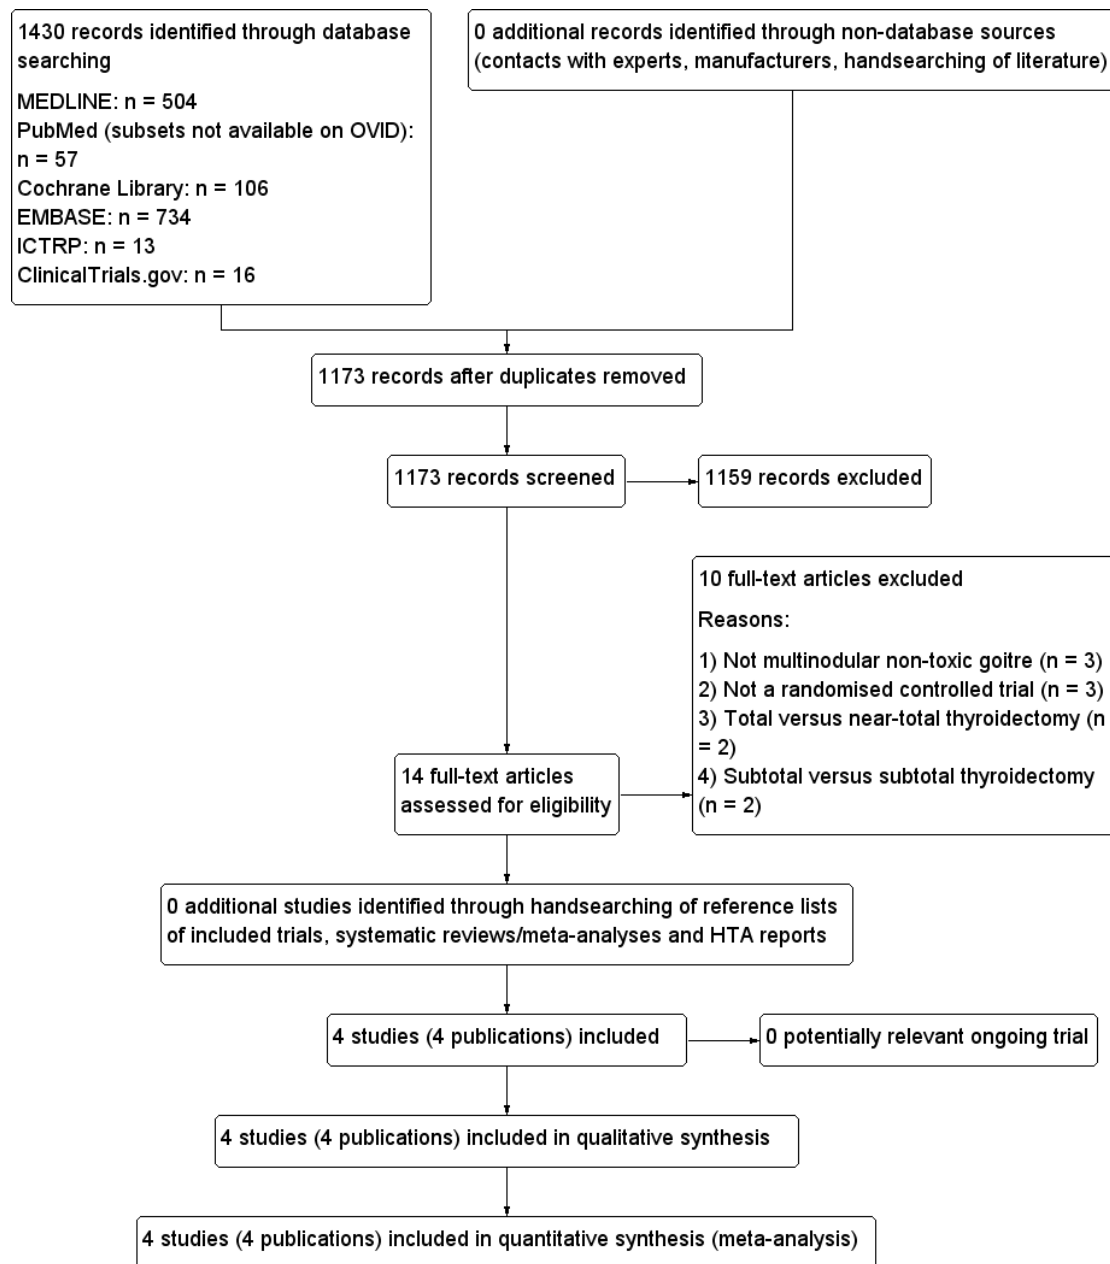 1430 records identified through database
searching
MEDLINE: n = 504
PubMed (subsets not available on OVID):
n = 57
Cochrane Library: n = 106
EMBASE: n = 734
ICTRP: n = 13
ClinicalTrials.gov: n = 16
0 additional records identified through non-database sources
(contacts with experts, manufacturers, handsearching of literature)
1173 records after duplicates removed
1173 records screened
1159 records excluded
10 full-text articles excluded
Reasons:
1) Not multinodular non-toxic goitre (n = 3)
2) Not a randomised controlled trial (n = 3)
3) Total versus near-total thyroidectomy (n
= 2)
4) Subtotal versus subtotal thyroidectomy
(n = 2)
14 full-text articles
assessed for eligibility
0 additional studies identified through handsearching of reference lists
of included trials, systematic reviews/meta-analyses and HTA reports
4 studies (4 publications) included
0 potentially relevant ongoing trial
4 studies (4 publications) included in qualitative synthesis
4 studies (4 publications) included in quantitative synthesis (meta-analysis)